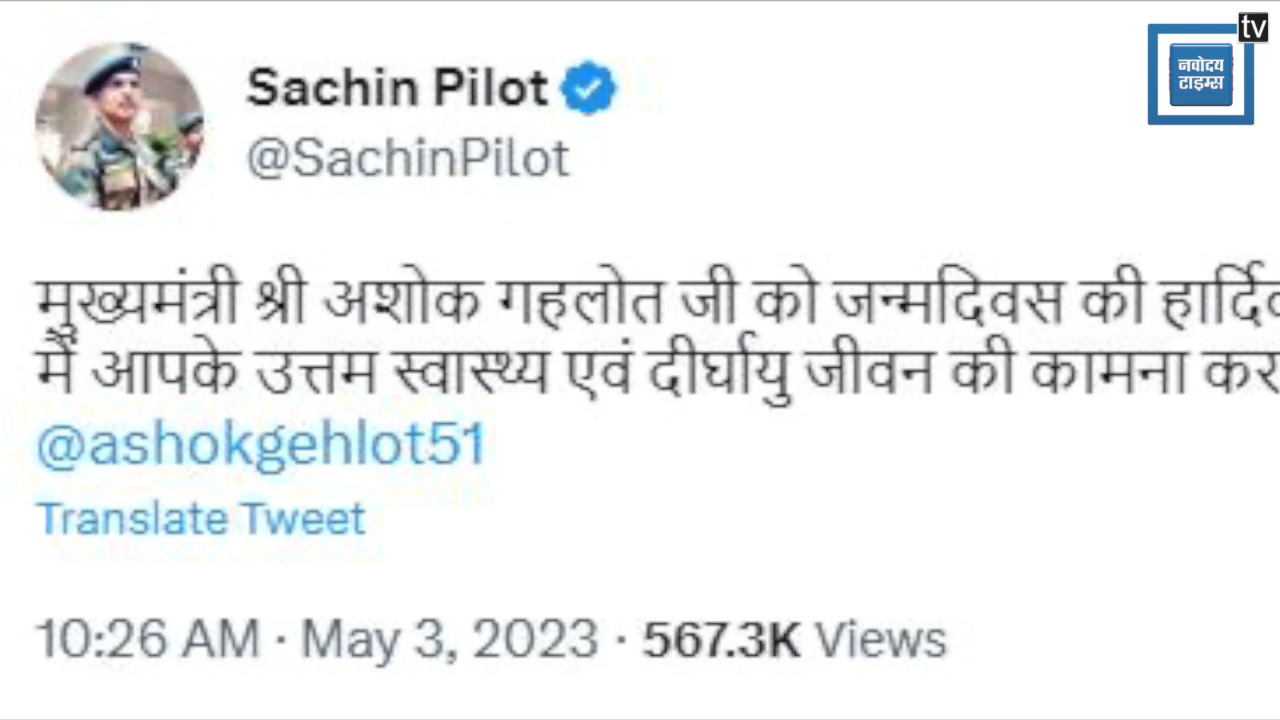 tv
नवोदय
टाइम्स
Sachin Pilot
@SachinPilot
मुख्यमंत्री श्री अशोक गहलोत जी को जन्मदिवस की
में आपके उत्तम स्वास्थ्य एवं दीर्घायु जीवन की कामना
@ashokgehlot51
Translate Tweet
10:26 AM · May 3, 2023 · 567.3K Views